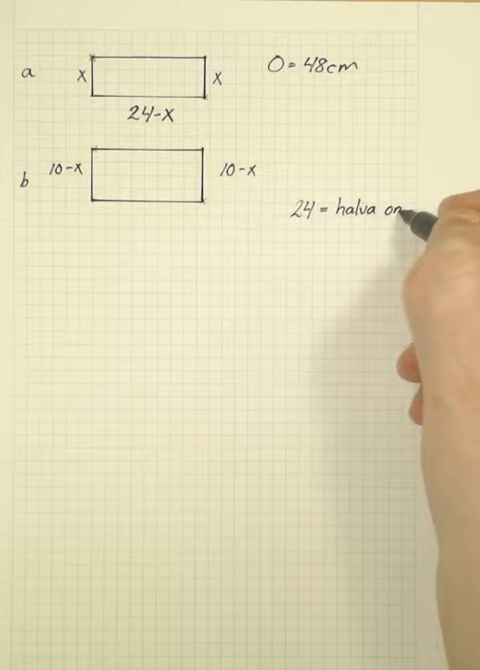 a x x O = 48cm
24-x
b 10-x 10-x
24 = halva om